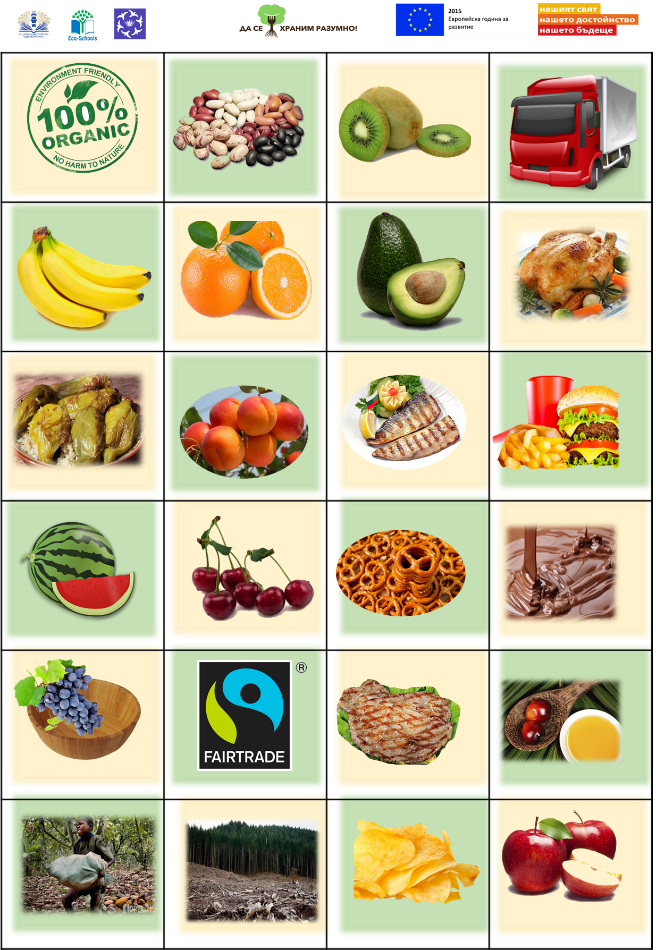 Eco-Schools
ДА СЕ ХРАНИМ РАЗУМНО!
2015
Европейска година за
развитие
нашият свят
нашето достойнство
нашето бъдеще
ENVIRONMENT FRIENDLY
100%
ORGANIC
NO HARM TO NATURE
®
FAIRTRADE